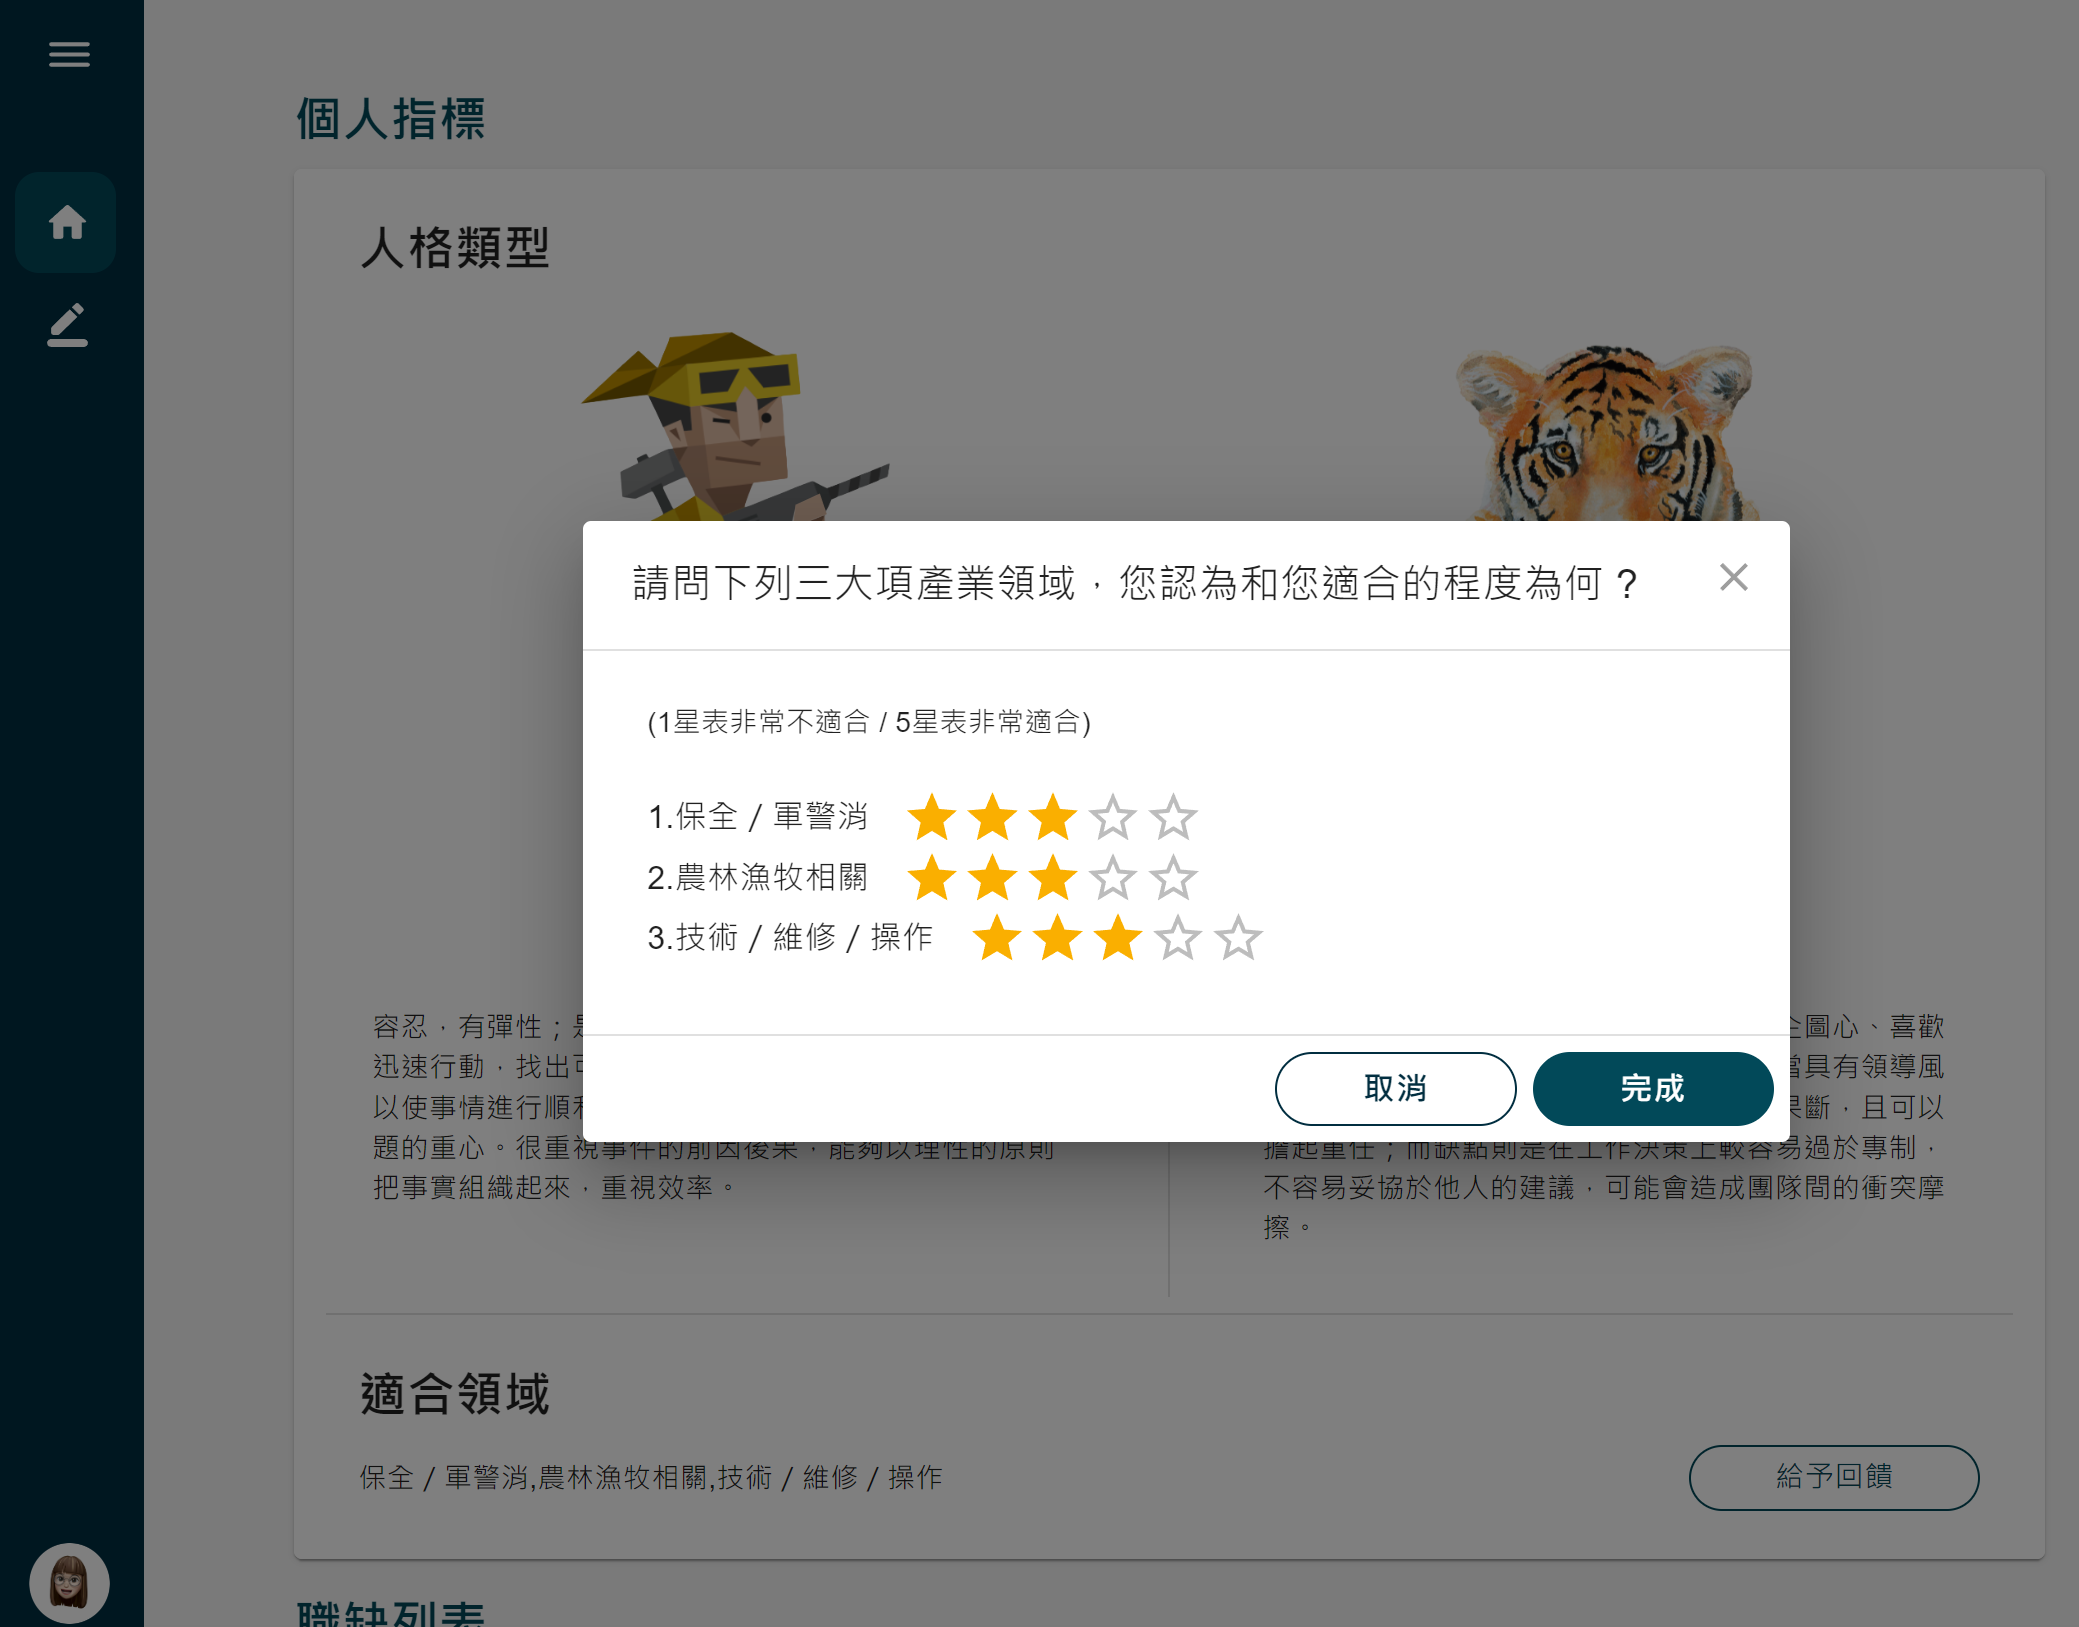 個人指標
人格類型
請問下列三大項產業領域，您認為和您適合的程度為何？
(1星表非常不適合 / 5星表非常適合)
1.保全 / 軍警消
2.農林漁牧相關
3.技術 / 維修 / 操作
取消
完成
容忍，有彈性；
迅速行動，找出
以使事情進行順
題的重心。很重視事件的前因後果，能夠以理性的原則
把事實組織起來，重視效率。
企圖心、喜歡
當具有領導風
果斷，且可以
擔起重任；而缺點則是在工作決策上較容易過於專制，
不容易妥協於他人的建議，可能會造成團隊間的衝突摩
擦。
適合領域
保全 / 軍警消,農林漁牧相關,技術 / 維修 / 操作
給予回饋
職缺列表